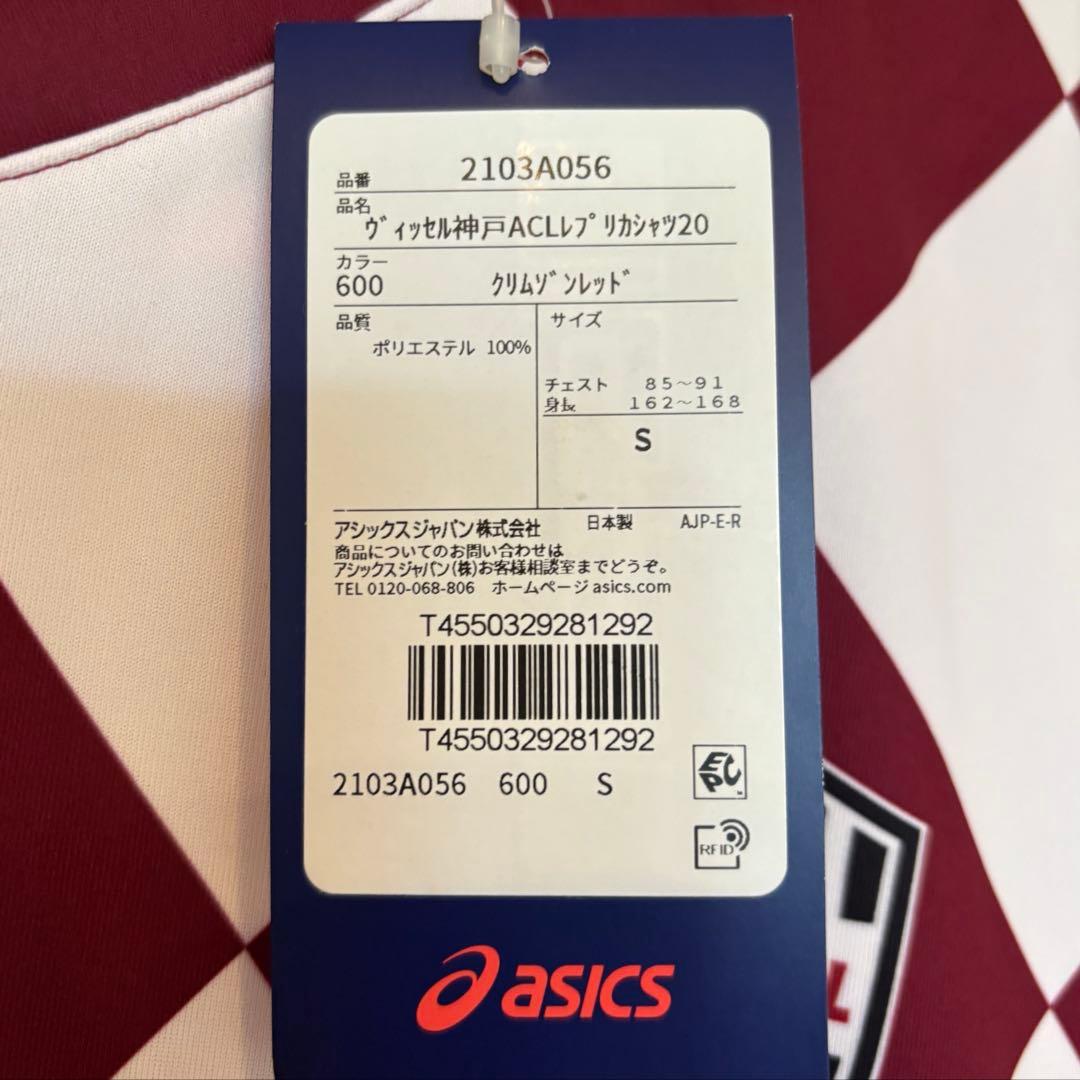 品番 2103A056
品名
ｳﾞｨｯｾﾙ神戸ACLﾚﾌﾟﾘｶｼｬﾂ20
カラー
600 ｸﾘﾑｿﾞﾝﾚｯﾄﾞ
品質 サイズ
ポリエステル 100%
チェスト 85～91
身長 162～168
S
アシックスジャパン株式会社 日本製 AJP-E-R
商品についてのお問い合わせは
アシックスジャパン(株)お客様相談室までどうぞ。
TEL 0120-068-806 ホームページ asics.com
T4550329281292
T4550329281292
2103A056 600 S
EPC
RFID
asics
L